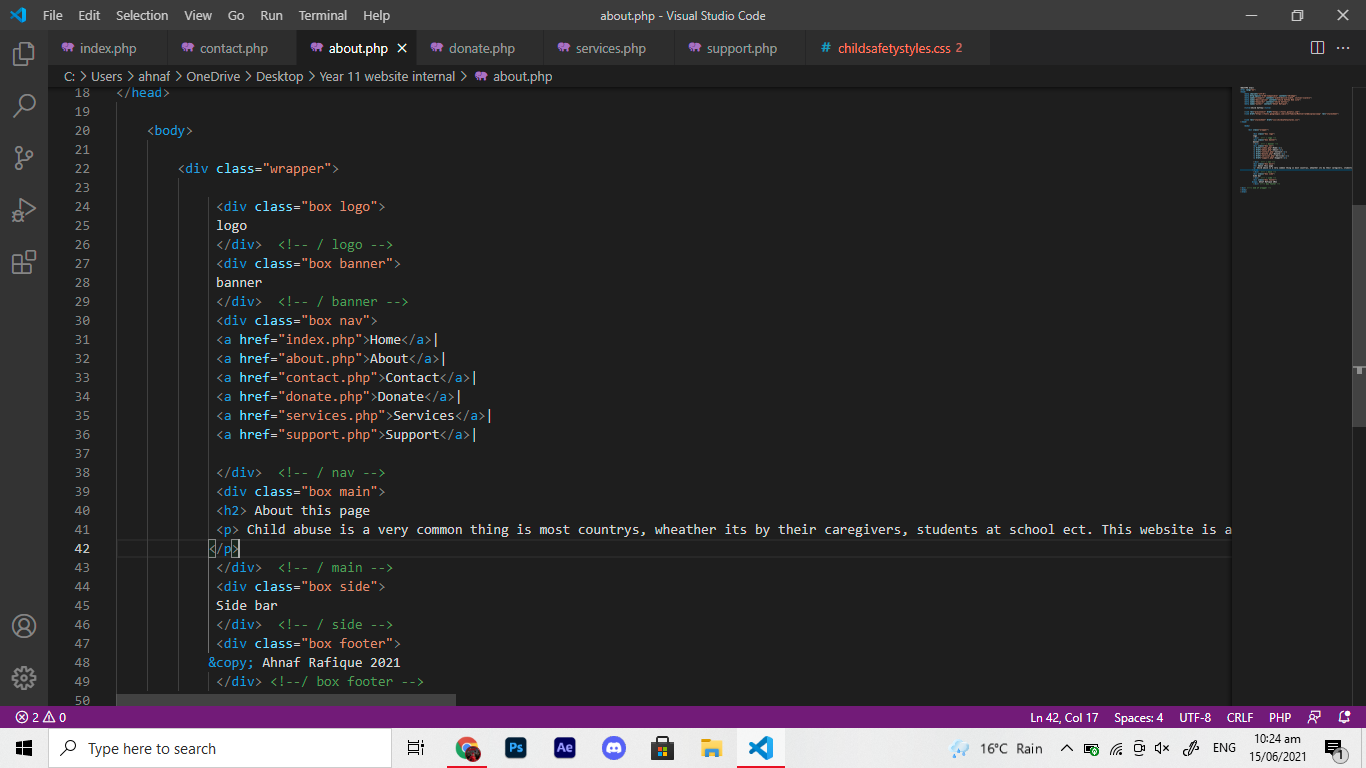 File Edit Selection View Go Run Terminal Help about.php - Visual Studio Code
index.php contact.php about.php donate.php services.php support.php # childsafetystyles.css 2
C: > Users > ahnaf > OneDrive > Desktop > Year 11 website internal > about.php
18 </head>
19
20 <body>
21
22 <div class="wrapper">
23
24 <div class="box logo">
25 logo
26 </div> <!-- / logo -->
27 <div class="box banner">
28 banner
29 </div> <!-- / banner -->
30 <div class="box nav">
31 <a href="index.php">Home</a>|
32 <a href="about.php">About</a>|
33 <a href="contact.php">Contact</a>|
34 <a href="donate.php">Donate</a>|
35 <a href="services.php">Services</a>|
36 <a href="support.php">Support</a>|
37
38 </div> <!-- / nav -->
39 <div class="box main">
40 <h2> About this page
41 <p> Child abuse is a very common thing is most countrys, wheather its by their caregivers, students at school ect. This website is a
42 </p>
43 </div> <!-- / main -->
44 <div class="box side">
45 Side bar
46 </div> <!-- / side -->
47 <div class="box footer">
48 &copy; Ahnaf Rafique 2021
49 </div> <!--/ box footer -->
50
2 0 Ln 42, Col 17 Spaces: 4 UTF-8 CRLF PHP
Type here to search Ps Ae 16°C Rain ENG 10:24 am
15/06/2021 1